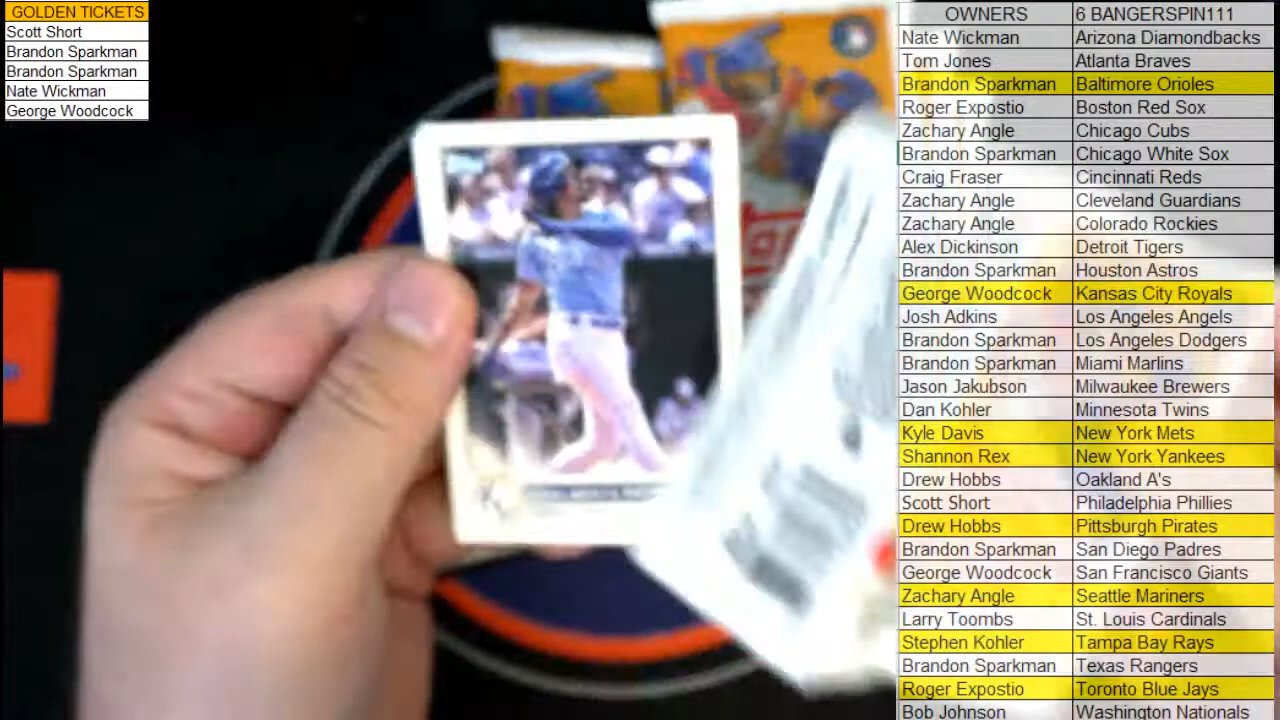 GOLDEN TICKETS
Scott Short
Brandon Sparkman
Brandon Sparkman
Nate Wickman
George Woodcock
OWNERS 6 BANGERSPIN111
Nate Wickman Arizona Diamondbacks
Tom Jones Atlanta Braves
Brandon Sparkman Baltimore Orioles
Roger Expostio Boston Red Sox
Zachary Angle Chicago Cubs
Brandon Sparkman Chicago White Sox
Craig Fraser Cincinnati Reds
Zachary Angle Cleveland Guardians
Zachary Angle Colorado Rockies
Alex Dickinson Detroit Tigers
Brandon Sparkman Houston Astros
George Woodcock Kansas City Royals
Josh Adkins Los Angeles Angels
Brandon Sparkman Los Angeles Dodgers
Brandon Sparkman Miami Marlins
Jason Jakubson Milwaukee Brewers
Dan Kohler Minnesota Twins
Kyle Davis New York Mets
Shannon Rex New York Yankees
Drew Hobbs Oakland A's
Scott Short Philadelphia Phillies
Drew Hobbs Pittsburgh Pirates
Brandon Sparkman San Diego Padres
George Woodcock San Francisco Giants
Zachary Angle Seattle Mariners
Larry Toombs St. Louis Cardinals
Stephen Kohler Tampa Bay Rays
Brandon Sparkman Texas Rangers
Roger Expostio Toronto Blue Jays
Bob Johnson Washington Nationals